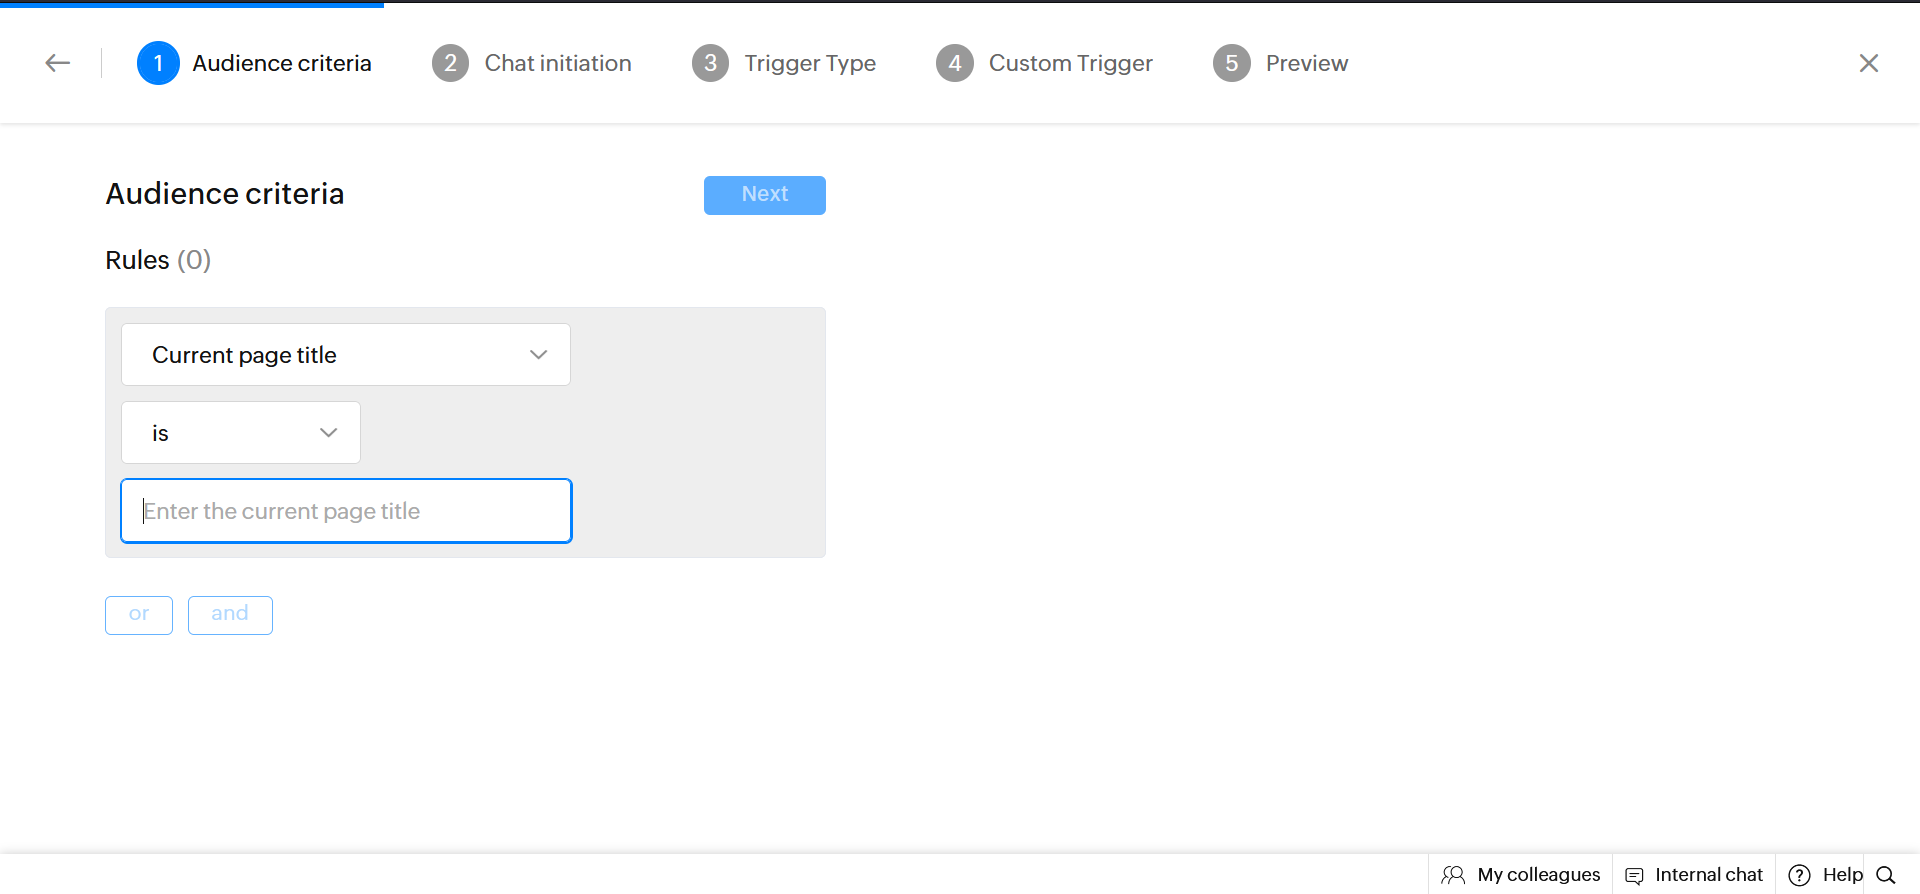 1 Audience criteria 2 Chat initiation 3 Trigger Type 4 Custom Trigger 5 Preview
Audience criteria Next
Rules (0)
Current page title
is
Enter the current page title
or and
My colleagues Internal chat ? Help